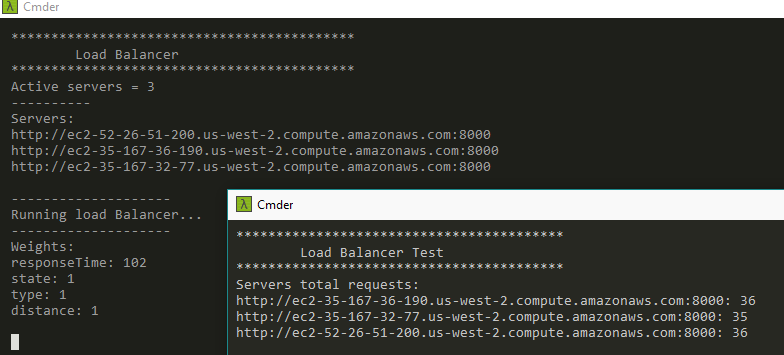 λ Cmder
*******************************************
Load Balancer
*******************************************
Active servers = 3
----------
Servers:
http://ec2-52-26-51-200.us-west-2.compute.amazonaws.com:8000
http://ec2-35-167-36-190.us-west-2.compute.amazonaws.com:8000
http://ec2-35-167-32-77.us-west-2.compute.amazonaws.com:8000
--------------------
Running load Balancer...
--------------------
Weights:
responseTime: 102
state: 1
type: 1
distance: 1
λ Cmder
*****************************************
Load Balancer Test
*****************************************
Servers total requests:
http://ec2-35-167-36-190.us-west-2.compute.amazonaws.com:8000: 36
http://ec2-35-167-32-77.us-west-2.compute.amazonaws.com:8000: 35
http://ec2-52-26-51-200.us-west-2.compute.amazonaws.com:8000: 36